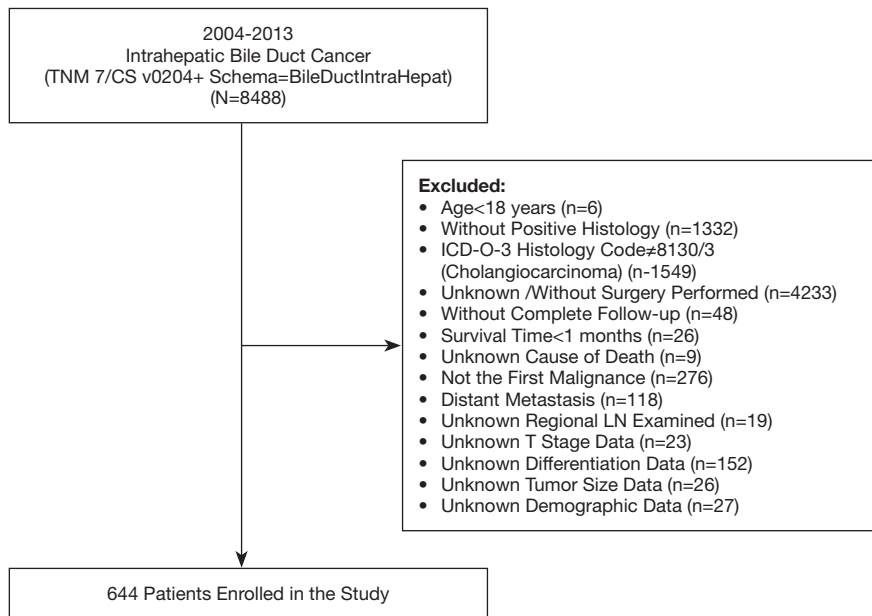 2004-2013
Intrahepatic Bile Duct Cancer
(TNM 7/CS v0204+ Schema=BileDuctIntraHepat)
(N=8488)
Excluded:
• Age<18 years (n=6)
• Without Positive Histology (n=1332)
• ICD-O-3 Histology Code≠8130/3
(Cholangiocarcinoma) (n-1549)
• Unknown /Without Surgery Performed (n=4233)
• Without Complete Follow-up (n=48)
• Survival Time<1 months (n=26)
• Unknown Cause of Death (n=9)
• Not the First Malignance (n=276)
• Distant Metastasis (n=118)
• Unknown Regional LN Examined (n=19)
• Unknown T Stage Data (n=23)
• Unknown Differentiation Data (n=152)
• Unknown Tumor Size Data (n=26)
• Unknown Demographic Data (n=27)
644 Patients Enrolled in the Study